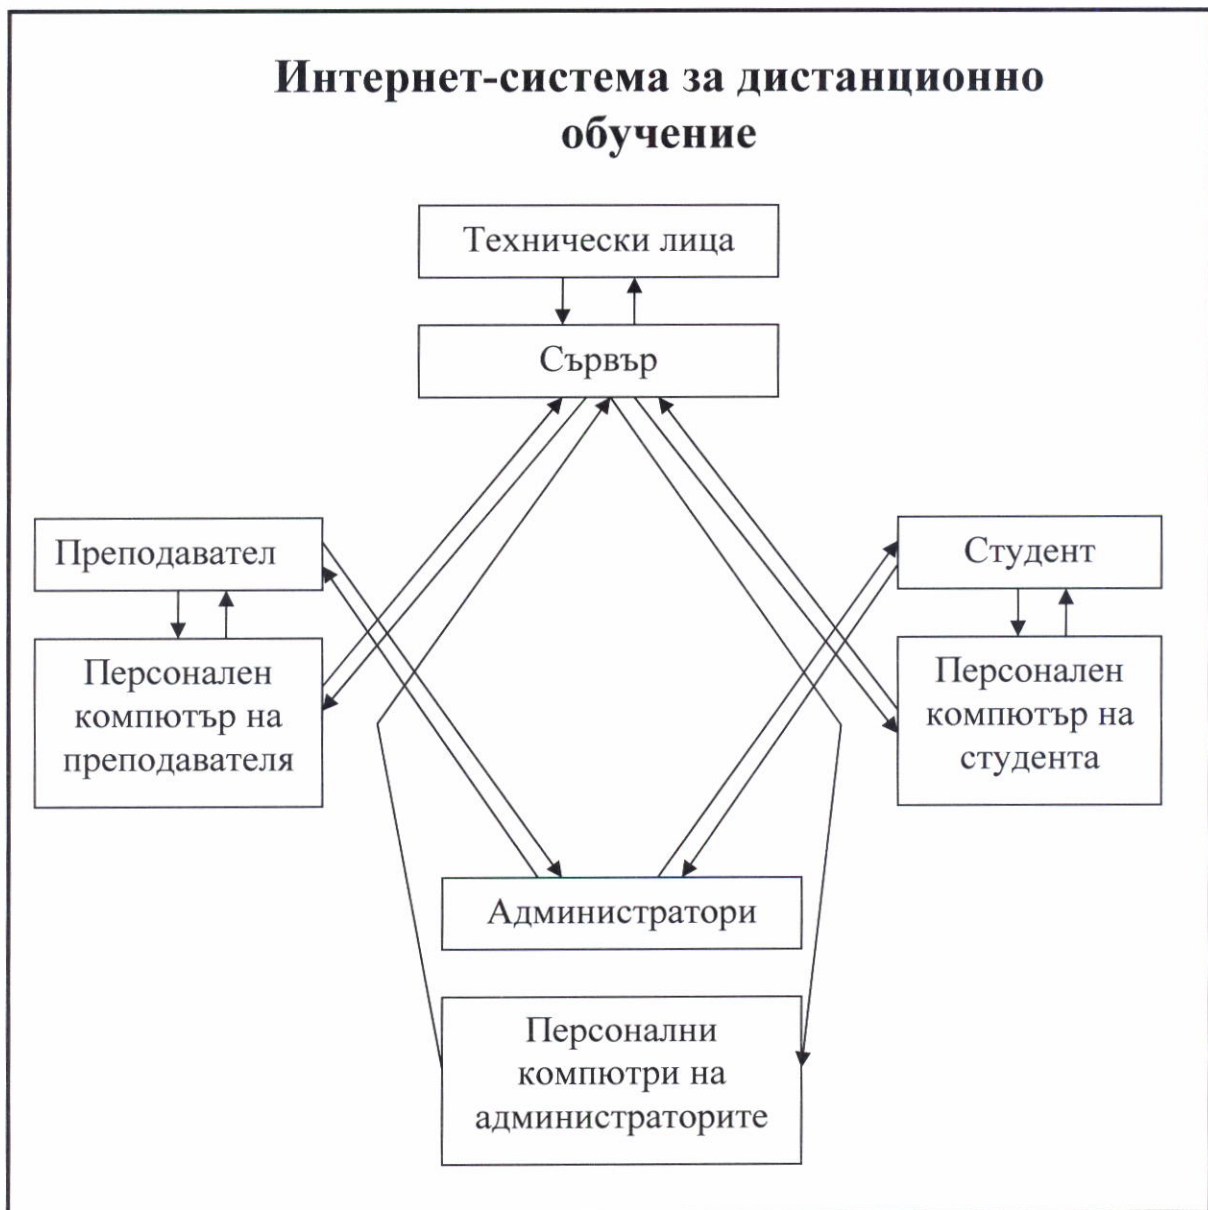 Интернет-система за дистанционно
обучение
Технически лица
Сървър
Преподавател
Студент
Персонален
компютър на
преподавателя
Персонален
компютър на
студента
Администратори
Персонални
компютри на
администраторите